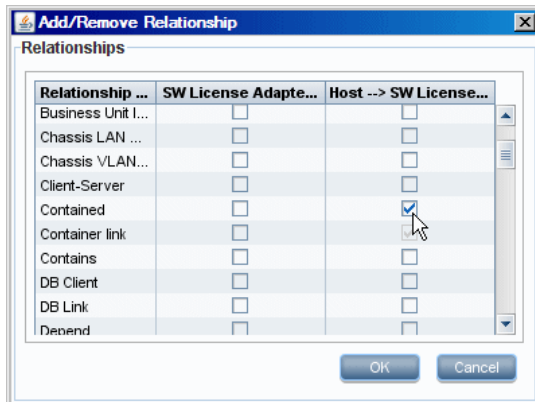 Add/Remove Relationship
Relationships
Relationship ... SW License Adapte... Host --> SW License...
Business Unit I...
Chassis LAN ...
Chassis VLAN...
Client-Server
Contained
Container link
Contains
DB Client
DB Link
Depend
OK Cancel